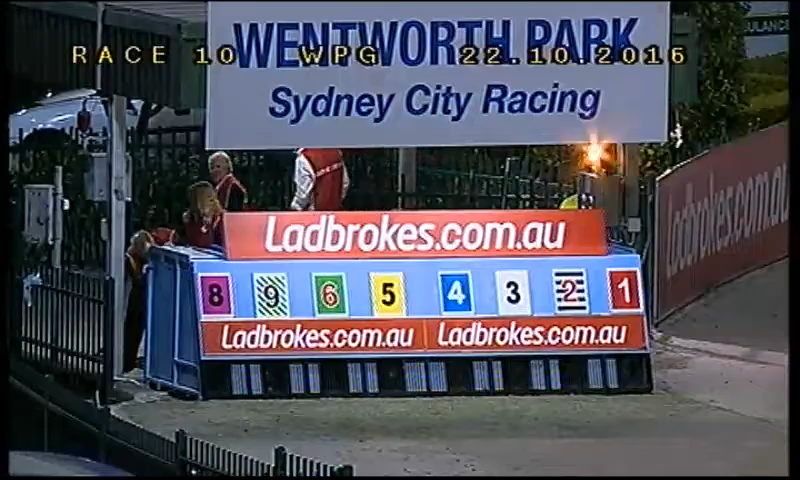 WENTWORTH PARK
RACE 10 WPG 22.10.2016
Sydney City Racing
Ladbrokes.com.au
8 9 6 5 4 3 2 1
Ladbrokes.com.au Ladbrokes.com.au
Ladbrokes.com.au